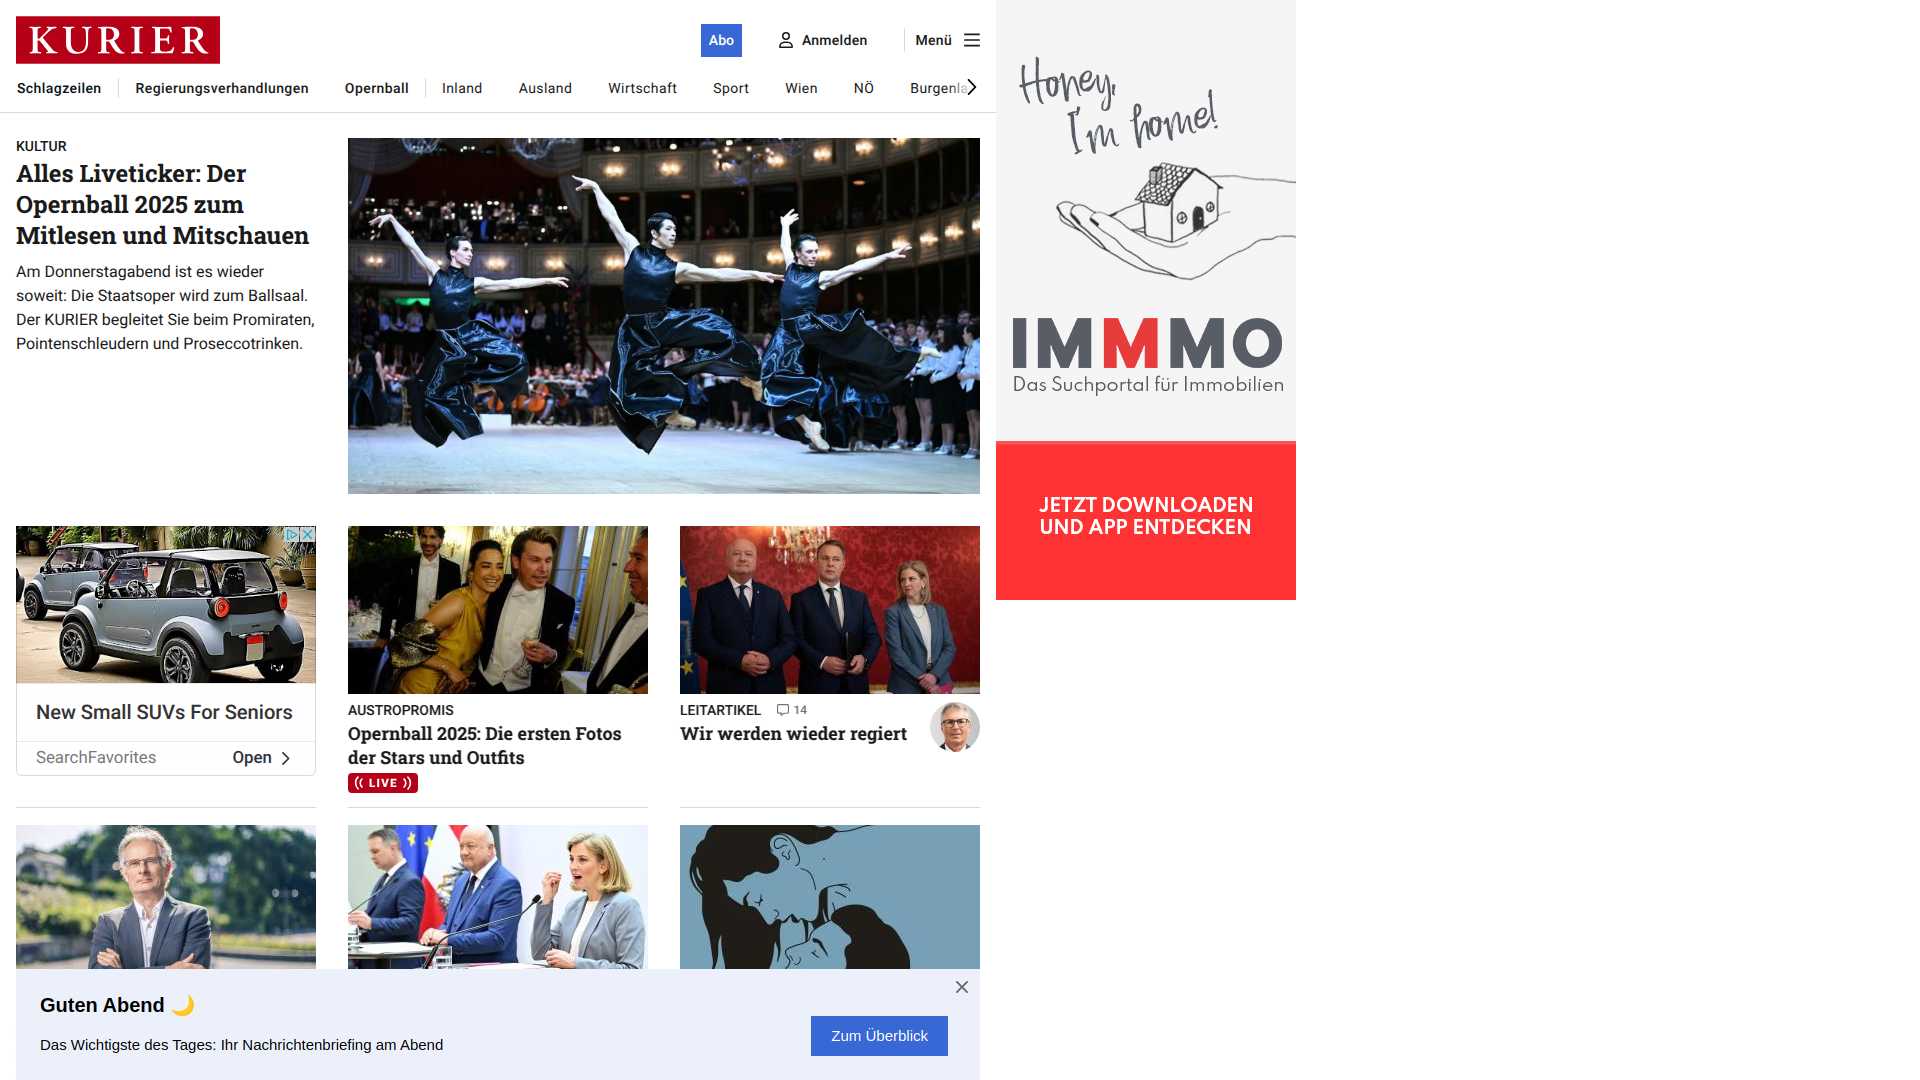 KURIER
Abo
Anmelden
Menü
Schlagzeilen
Regierungsverhandlungen
Opernball
Inland
Ausland
Wirtschaft
Sport
Wien
NÖ
Burgenla
KULTUR
Alles Liveticker: Der
Opernball 2025 zum
Mitlesen und Mitschauen
Am Donnerstagabend ist es wieder
soweit: Die Staatsoper wird zum Ballsaal.
Der KURIER begleitet Sie beim Promiraten,
Pointenschleudern und Proseccotrinken.
Honey,
I'm home!
IMMMO
Das Suchportal für Immobilien
JETZT DOWNLOADEN
UND APP ENTDECKEN
New Small SUVs For Seniors
SearchFavorites
Open
AUSTROPROMIS
Opernball 2025: Die ersten Fotos
der Stars und Outfits
LIVE
LEITARTIKEL
14
Wir werden wieder regiert
Guten Abend 🌙
Das Wichtigste des Tages: Ihr Nachrichtenbriefing am Abend
Zum Überblick